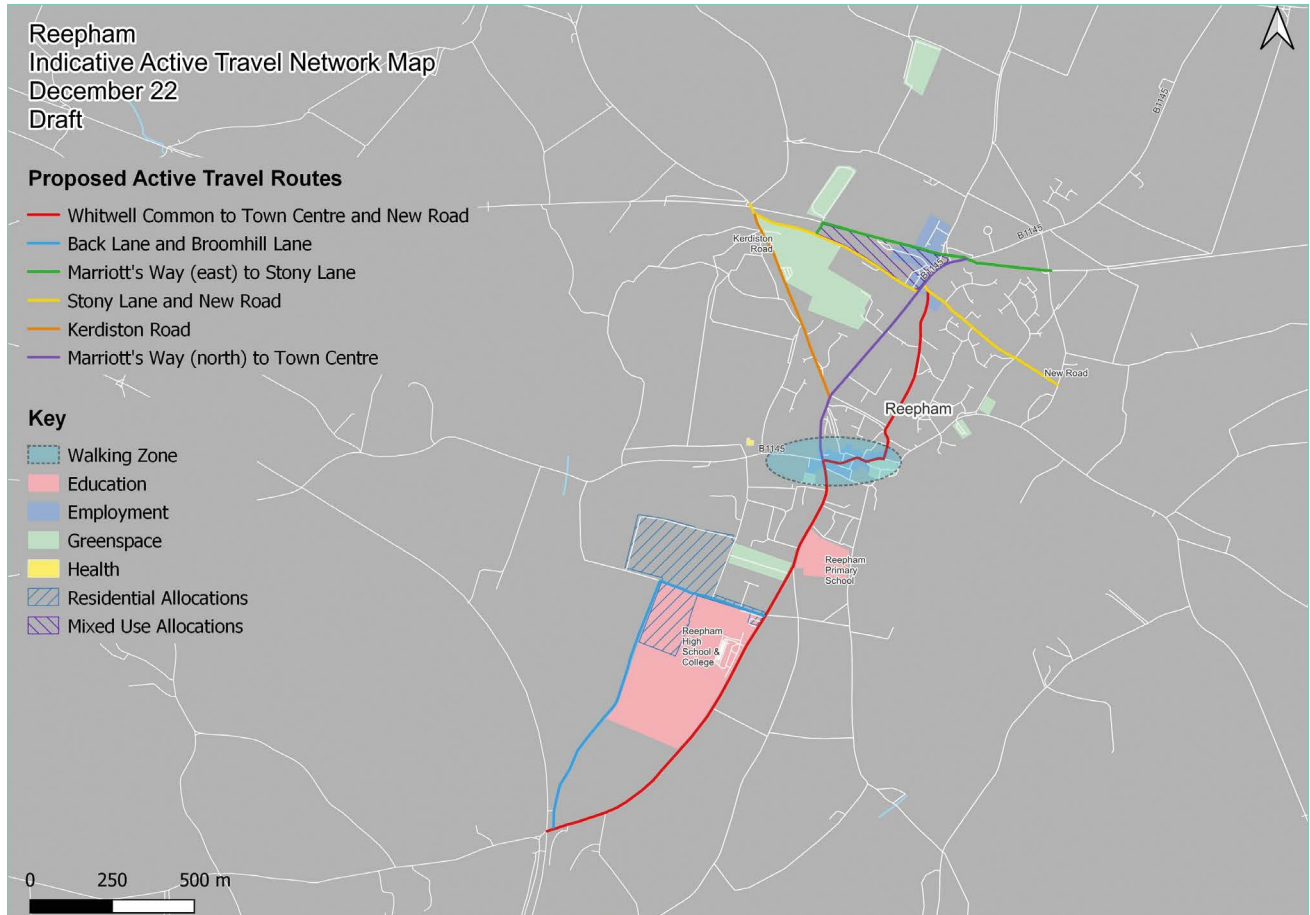 Reepham
Indicative Active Travel Network Map
December 22
Draft
Proposed Active Travel Routes
Whitwell Common to Town Centre and New Road
Back Lane and Broomhill Lane
Marriott's Way (east) to Stony Lane
Stony Lane and New Road
Kerdiston Road
Marriott's Way (north) to Town Centre
Key
Walking Zone
Education
Employment
Greenspace
Health
Residential Allocations
Mixed Use Allocations
0 250 500 m
B1145
B1145
Kerdiston
Road
B1145
New Road
Reepham
B1145
Reepham
Primary
School
Reepham
High
School &
College